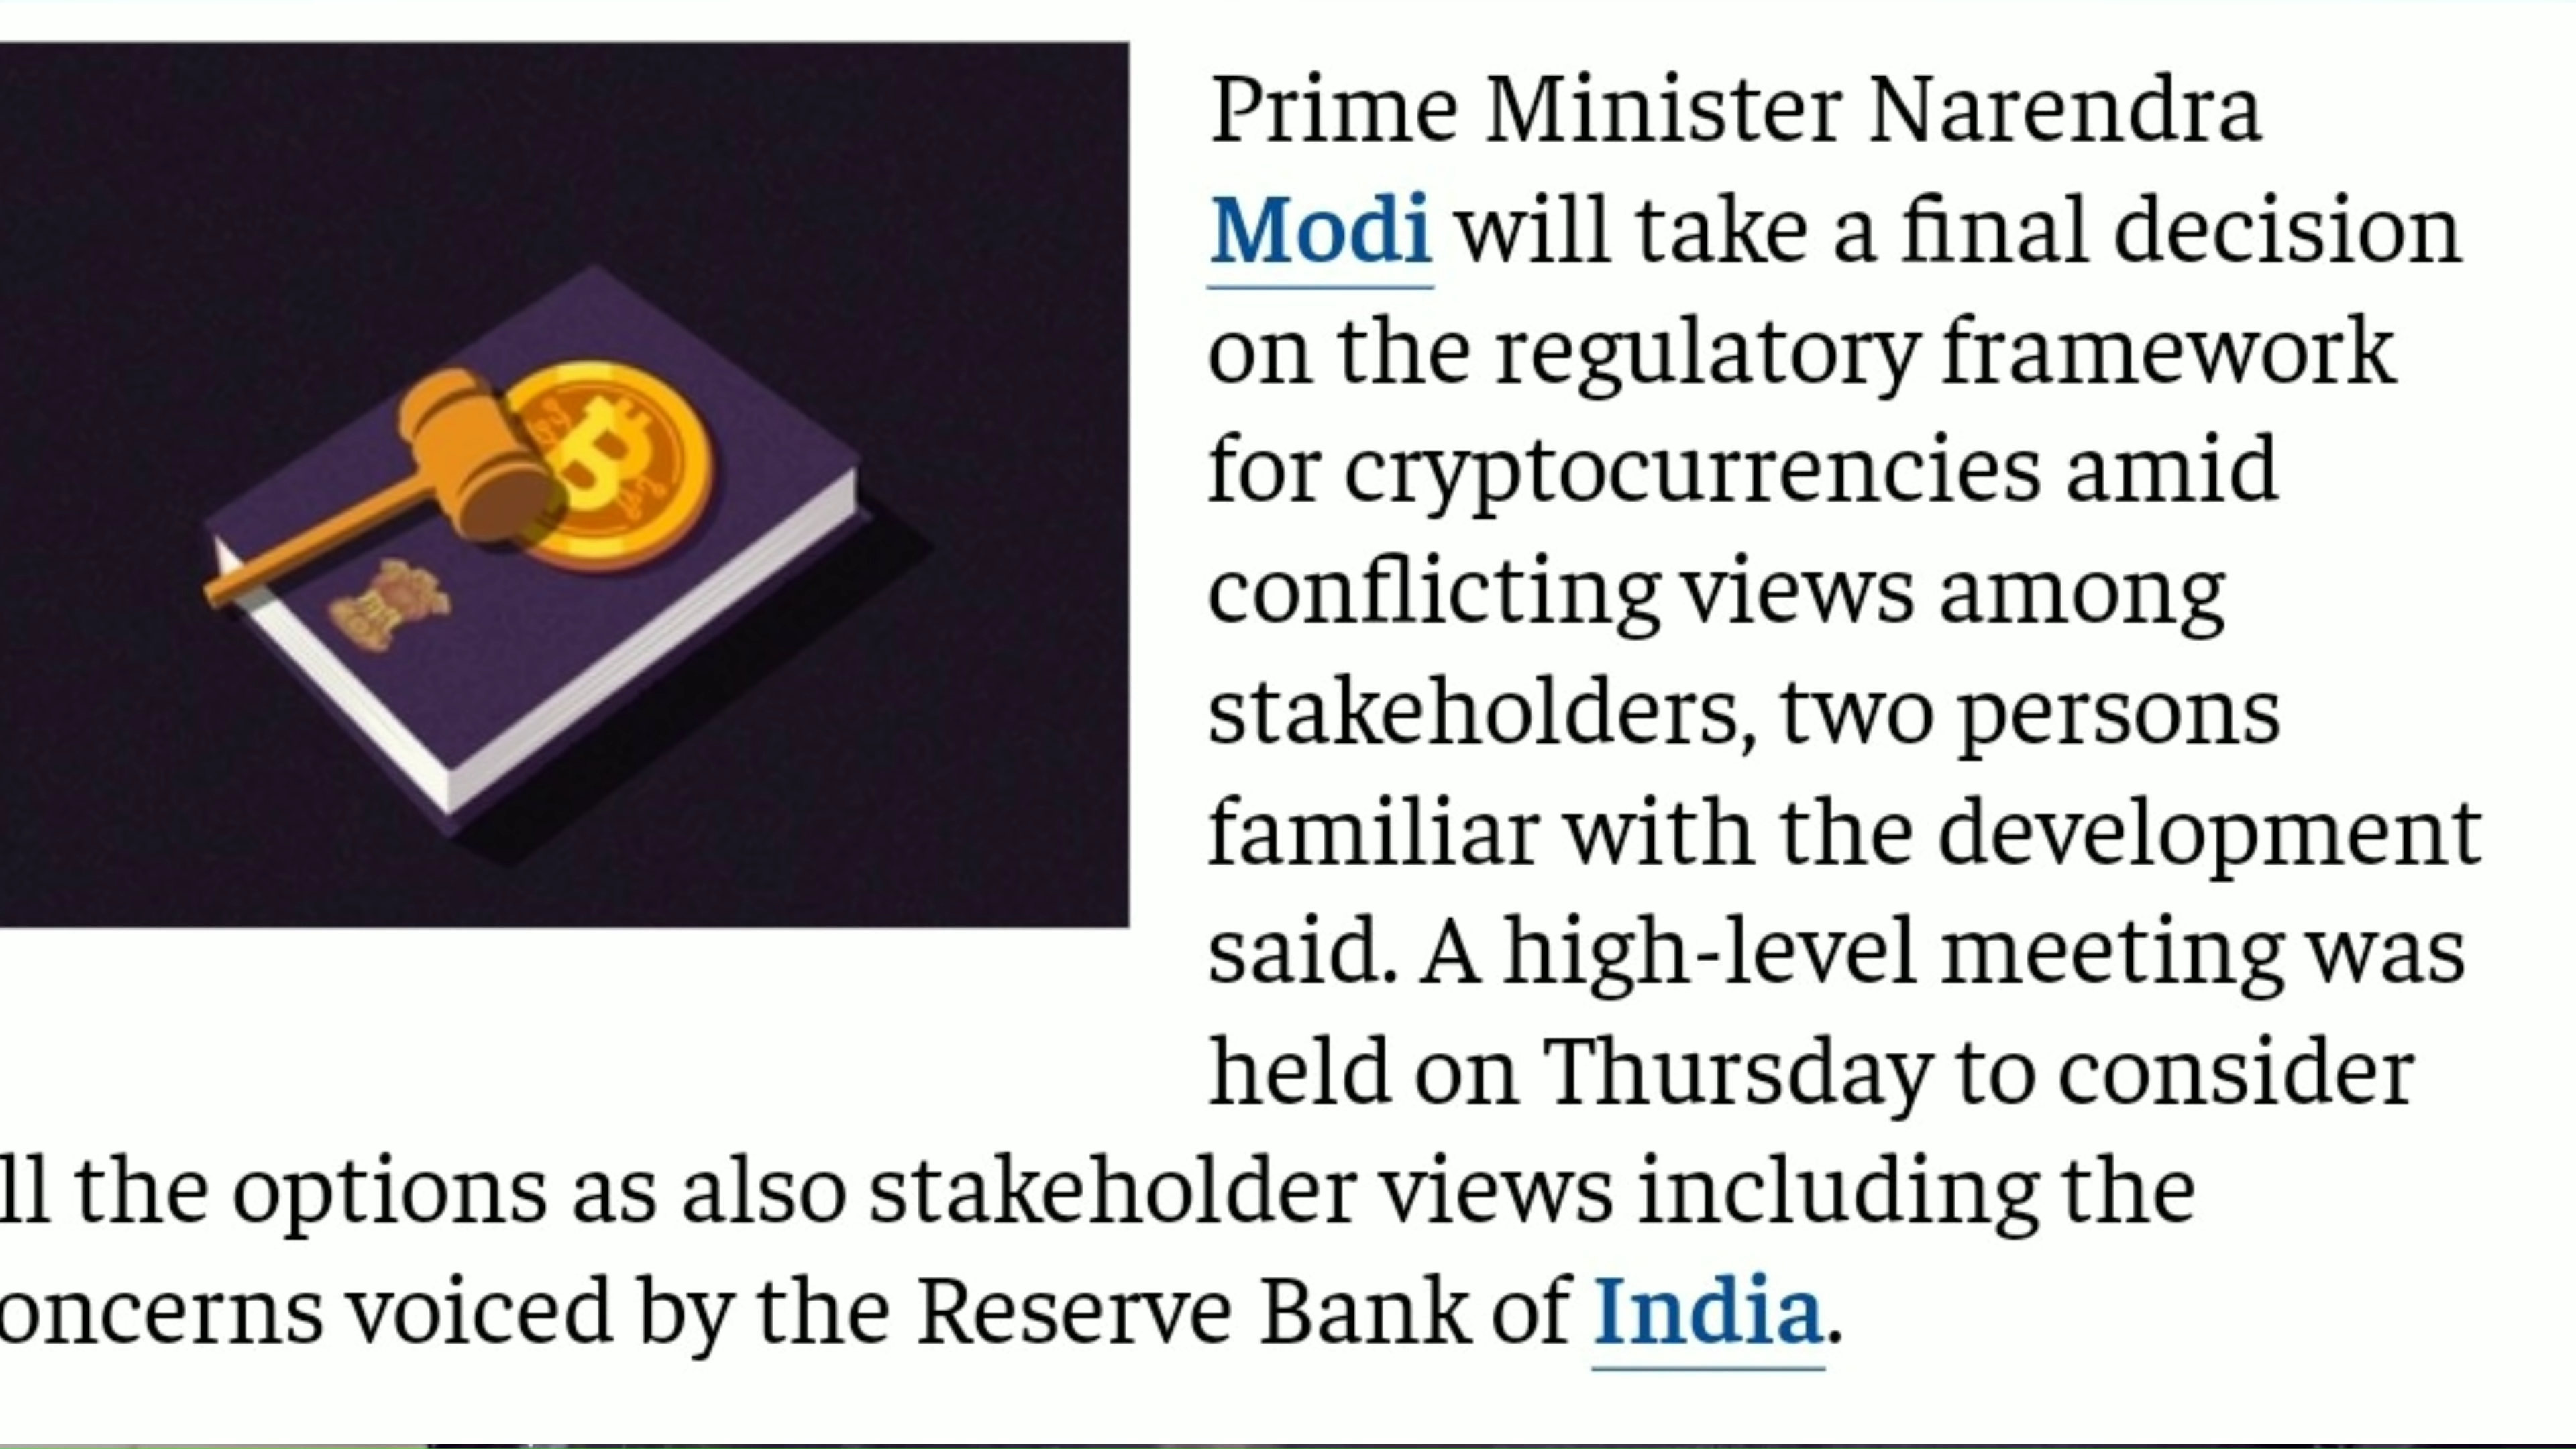 Prime Minister Narendra
Modi will take a final decision
on the regulatory framework
for cryptocurrencies amid
conflicting views among
stakeholders, two persons
familiar with the development
said. A high-level meeting was
held on Thursday to consider
ll the options as also stakeholder views including the
oncerns voiced by the Reserve Bank of India.